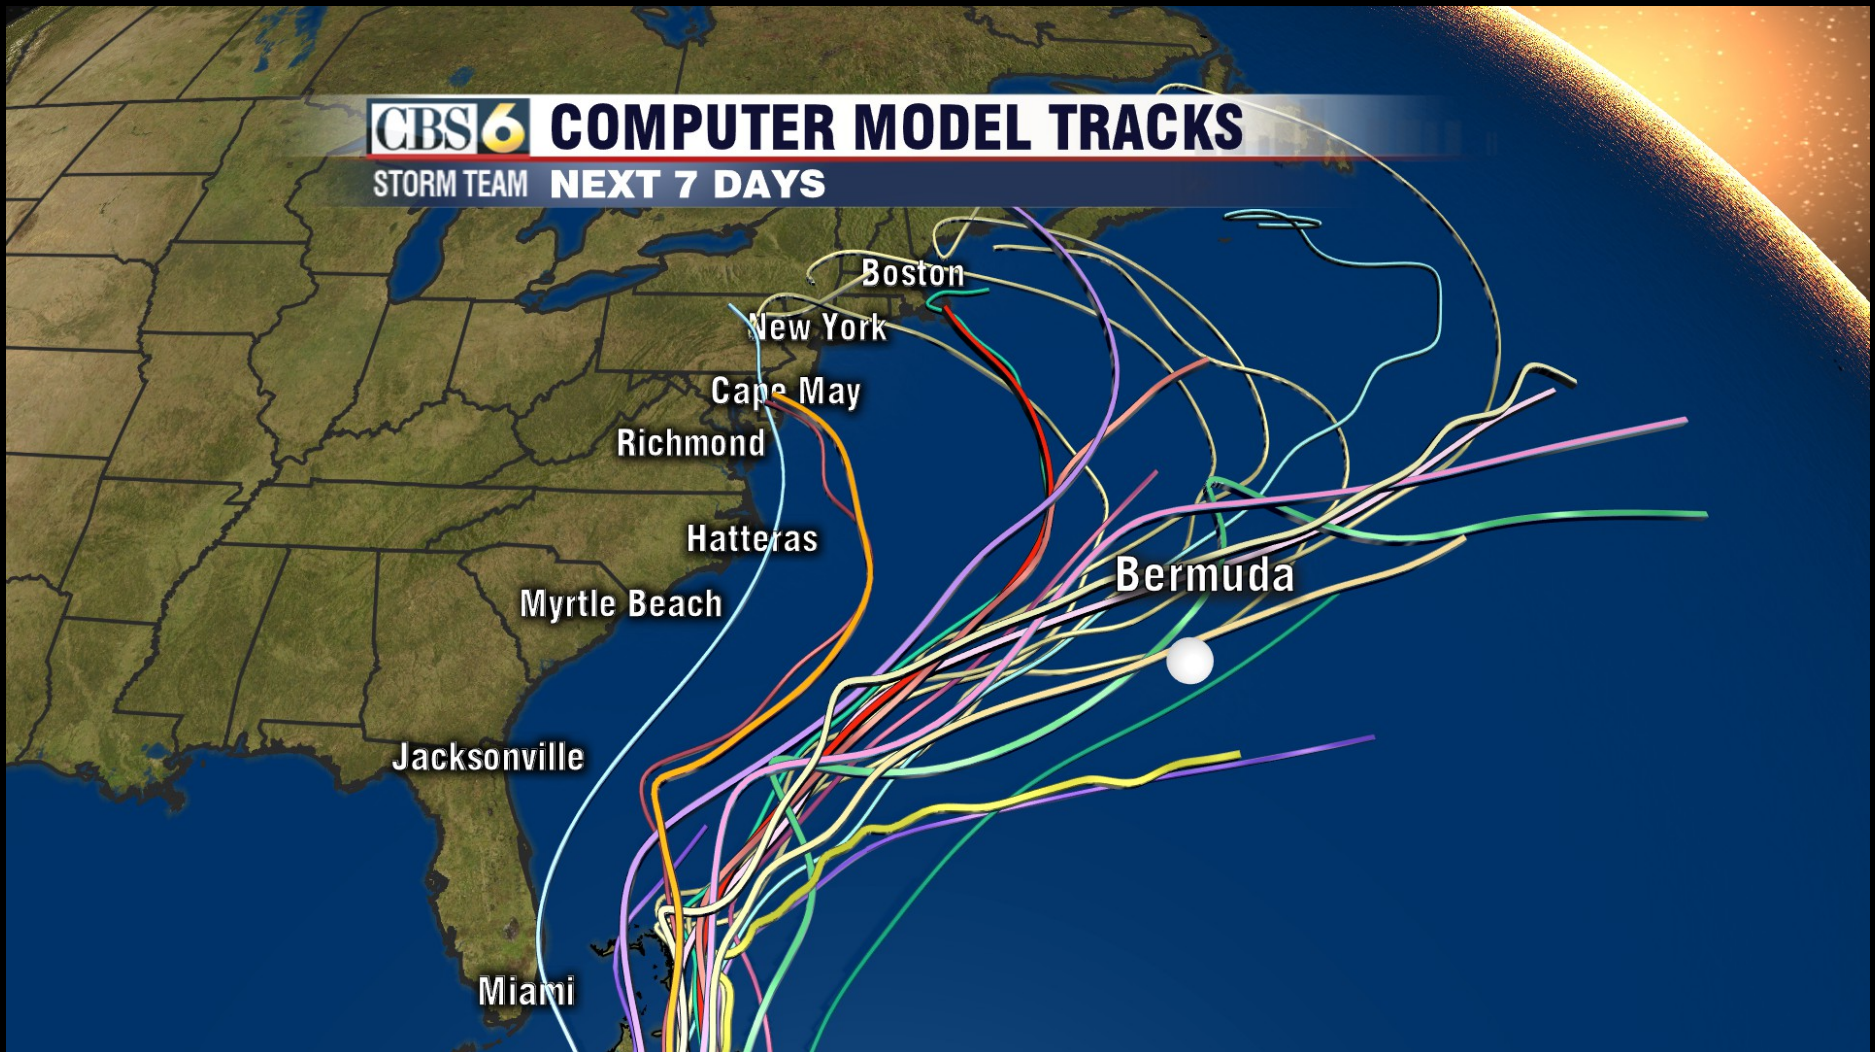 CBS 6 COMPUTER MODEL TRACKS
STORM TEAM NEXT 7 DAYS
Boston
New York
Cape May
Richmond
Hatteras
Bermuda
Myrtle Beach
Jacksonville
Miami